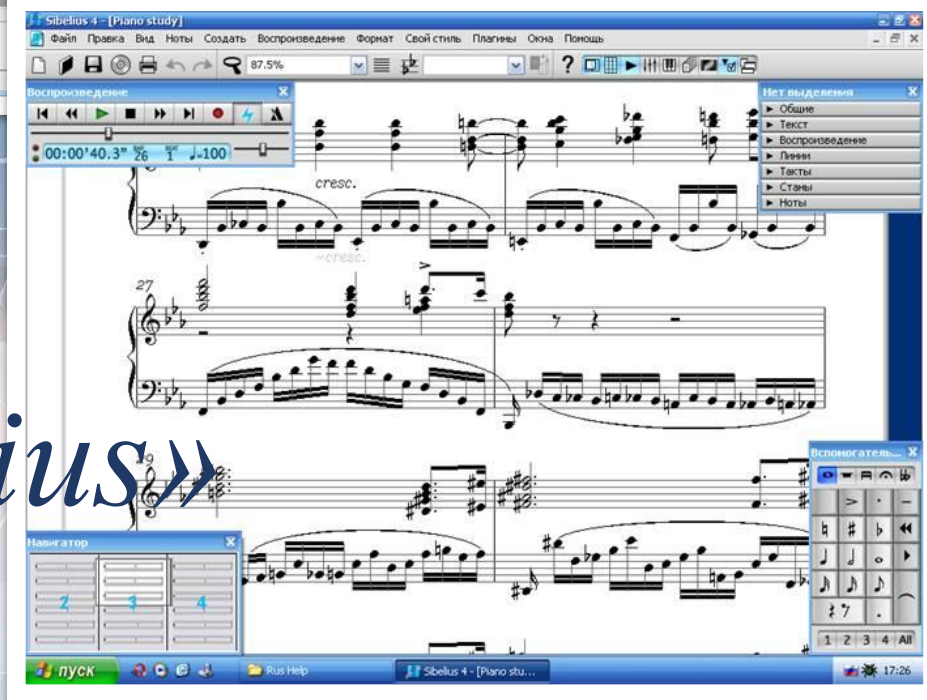 Sibelius 4 - [Piano study]
Файл Правка Вид Ноты Создать Воспроизведение Формат Свой стиль Плагины Окна Помощь
87.5%
Воспроизведение
00:00'40.3" BAR 26 BEAT 1 ♩=100
Нет выделения
Общие
Текст
Воспроизведение
Линии
Такты
Станы
Ноты
cresc.
~cresc.
27
ius»
Вспомогатель...
Навигатор
2 3 4
1 2 3 4 All
пуск Rus Help Sibelius 4 - [Piano stu... 17:26